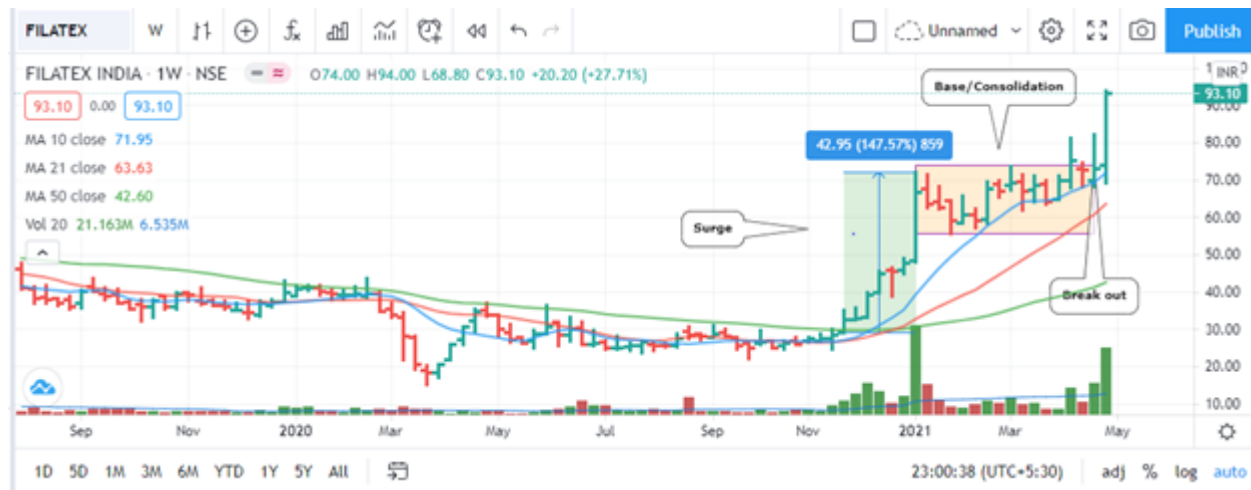 FILATEX W fx Unnamed Publish
FILATEX INDIA · 1W · NSE O74.00 H94.00 L68.80 C93.10 +20.20 (+27.71%)
INR
93.10 0.00 93.10
93.10
90.00
MA 10 close 71.95
MA 21 close 63.63
MA 50 close 42.60
Vol 20 21.163M 6.535M
Base/Consolidation
42.95 (147.57%) 859
Surge
Break out
80.00
70.00
60.00
50.00
40.00
30.00
20.00
10.00
Sep Nov 2020 Mar May Jul Sep Nov 2021 Mar May
1D 5D 1M 3M 6M YTD 1Y 5Y All 23:00:38 (UTC+5:30) adj % log auto